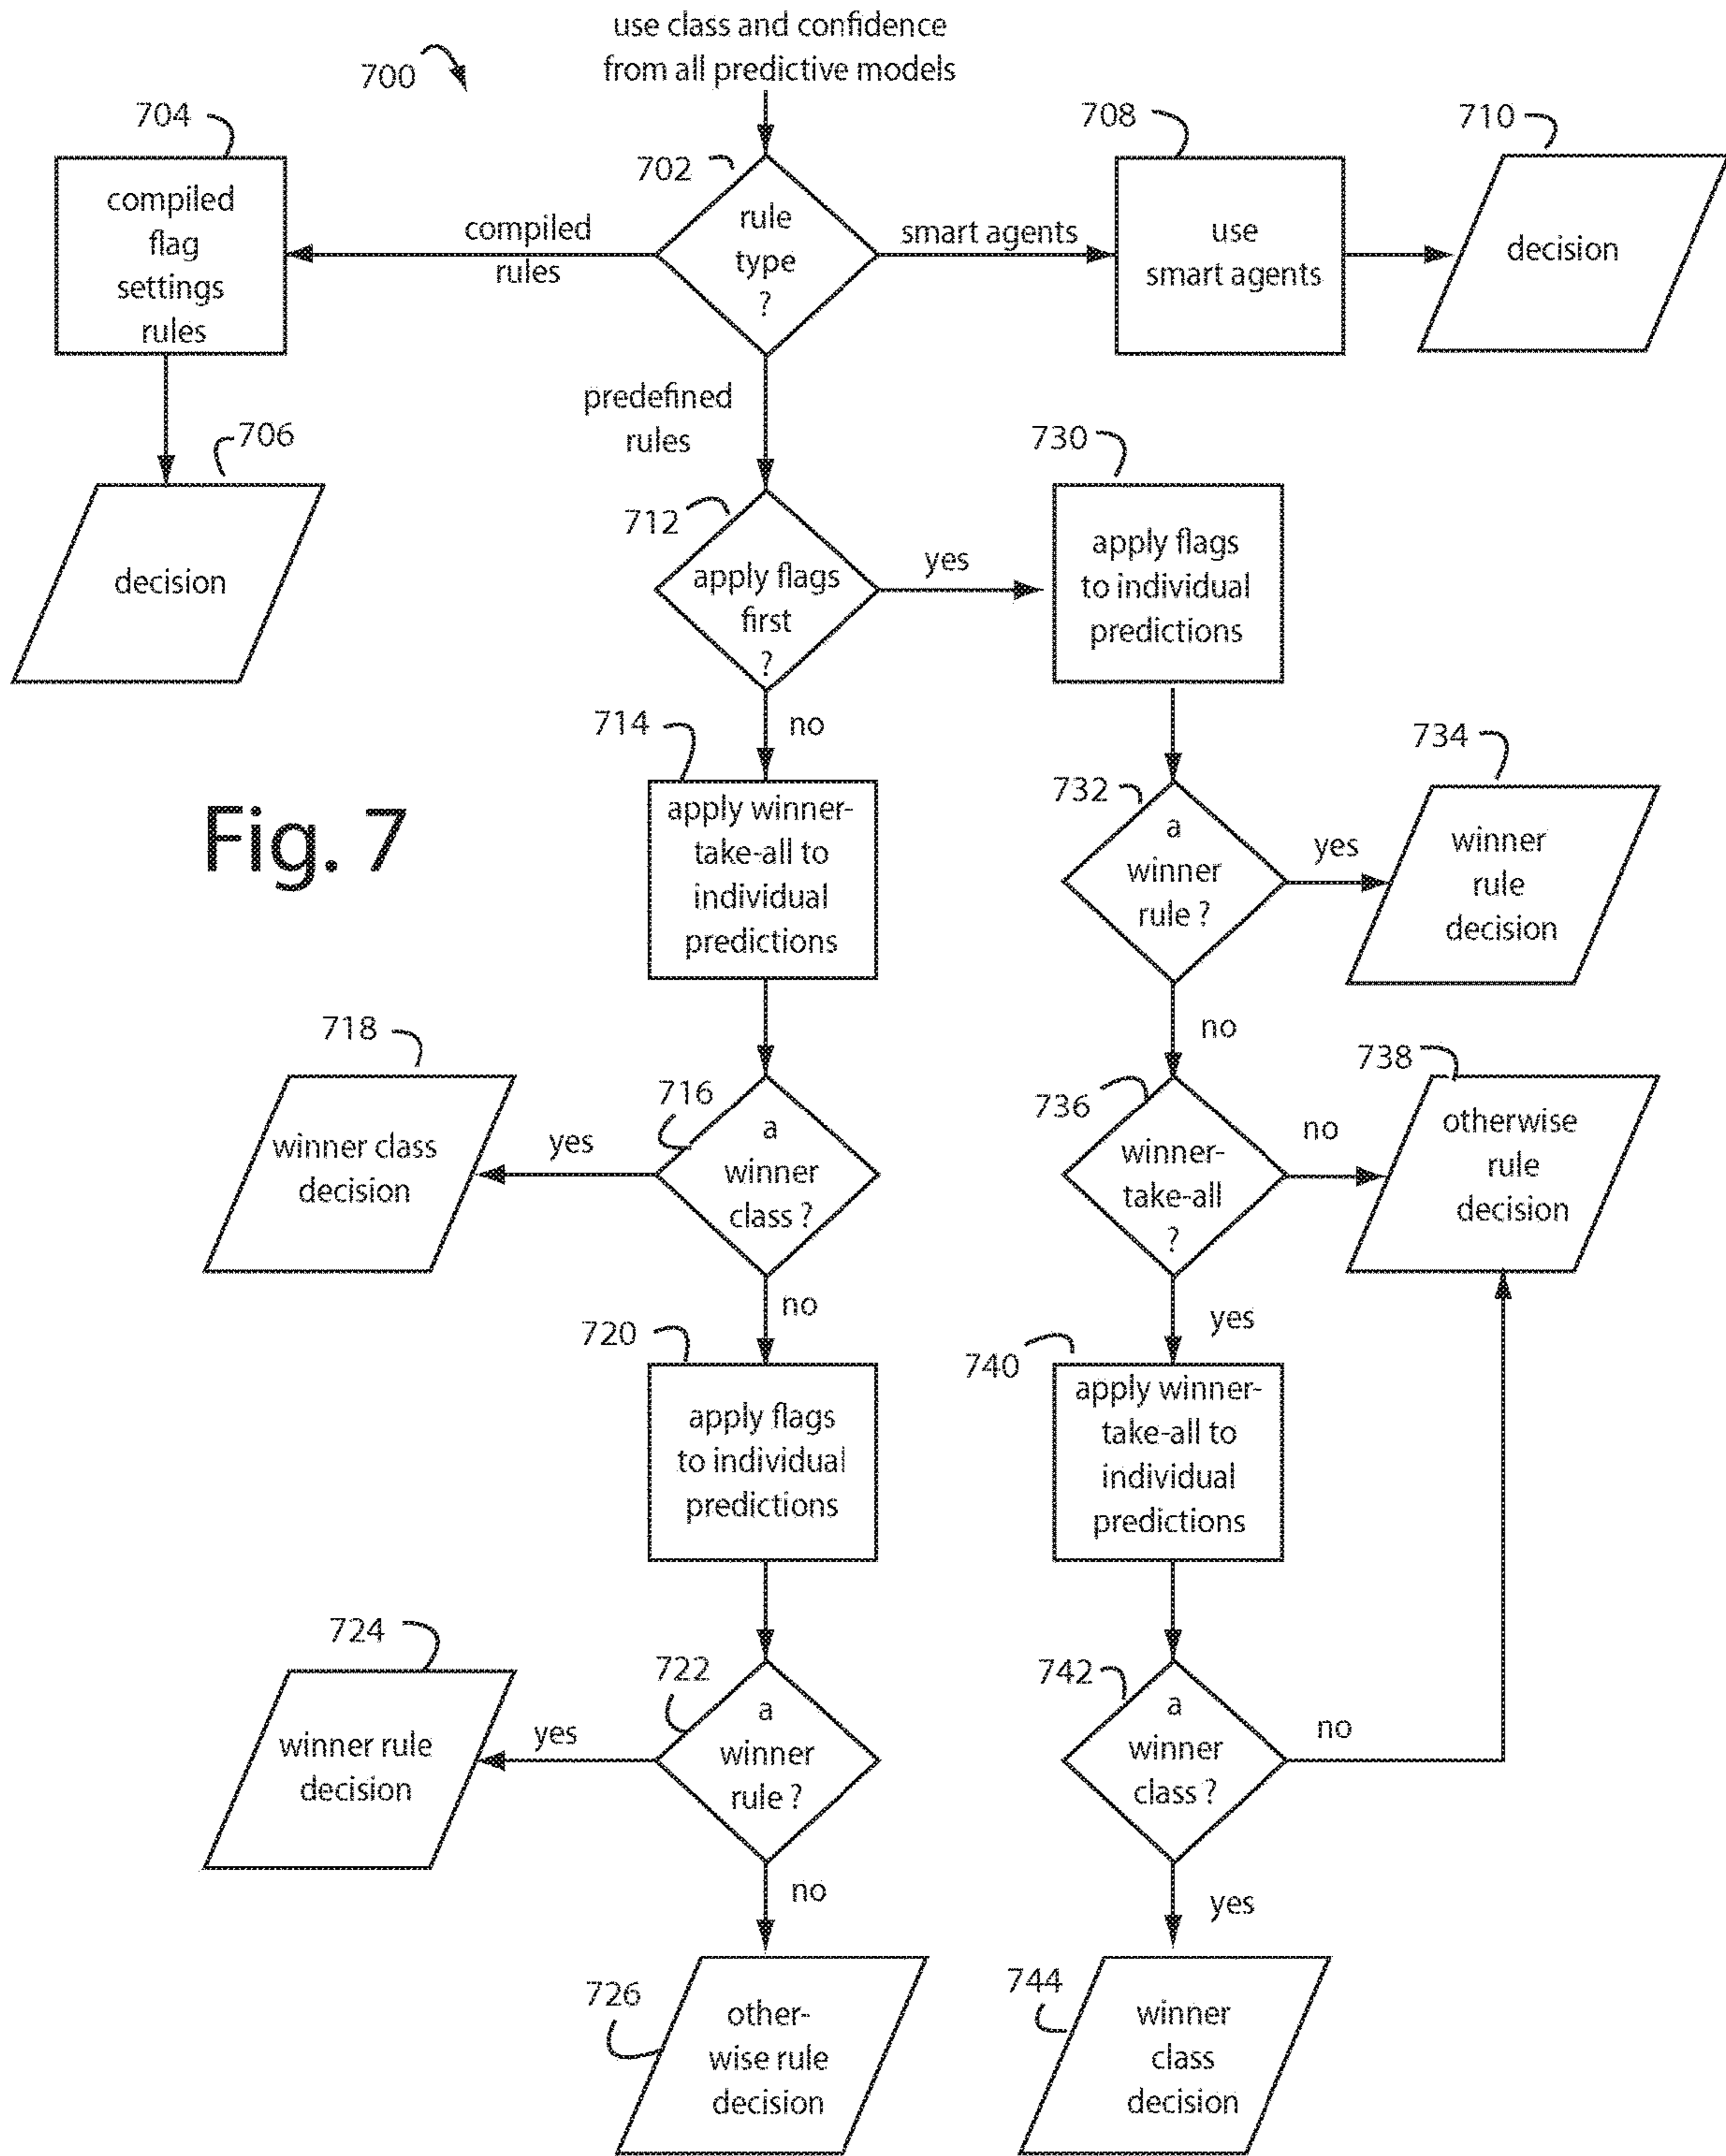 use class and confidence
from all predictive models
700
704
compiled
flag
settings
rules
702
rule
type
?
compiled
rules
smart agents
708
use
smart agents
710
decision
predefined
rules
706
decision
712
apply flags
first
?
yes
730
apply flags
to individual
predictions
no
714
apply winner-
take-all to
individual
predictions
Fig. 7
732
a
winner
rule ?
yes
734
winner
rule
decision
no
718
winner class
decision
yes
716
a
winner
class ?
736
winner-
take-all
?
no
738
otherwise
rule
decision
no
720
apply flags
to individual
predictions
yes
740
apply winner-
take-all to
individual
predictions
724
winner rule
decision
yes
722
a
winner
rule ?
742
a
winner
class ?
no
no
726
other-
wise rule
decision
yes
744
winner
class
decision